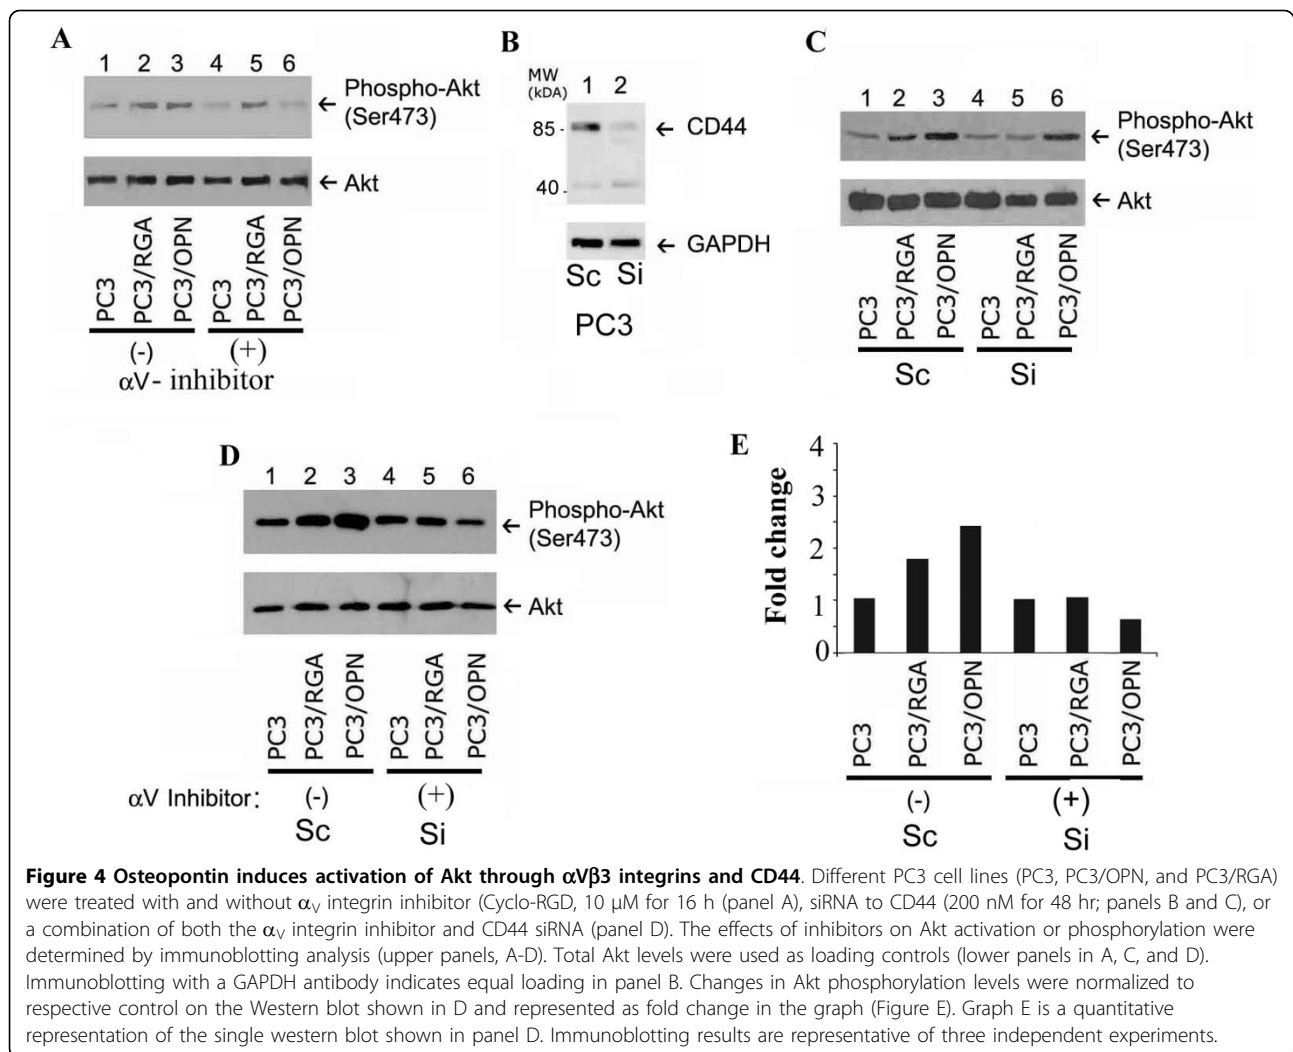 A
1 2 3 4 5 6
← Phospho-Akt
(Ser473)
← Akt
PC3 PC3/RGA PC3/OPN PC3 PC3/RGA PC3/OPN
(-) (+)
αV- inhibitor
B
MW
(kDA)
1 2
85 -
← CD44
40 -
← GAPDH
Sc Si
PC3
C
1 2 3 4 5 6
← Phospho-Akt
(Ser473)
← Akt
PC3 PC3/RGA PC3/OPN PC3 PC3/RGA PC3/OPN
Sc Si
D
1 2 3 4 5 6
← Phospho-Akt
(Ser473)
← Akt
PC3 PC3/RGA PC3/OPN PC3 PC3/RGA PC3/OPN
αV Inhibitor: (-) (+)
Sc Si
E
Fold change
4
3
2
1
0
PC3 PC3/RGA PC3/OPN PC3 PC3/RGA PC3/OPN
(-) (+)
Sc Si
Figure 4 Osteopontin induces activation of Akt through αVβ3 integrins and CD44. Different PC3 cell lines (PC3, PC3/OPN, and PC3/RGA)
were treated with and without αV integrin inhibitor (Cyclo-RGD, 10 μM for 16 h (panel A), siRNA to CD44 (200 nM for 48 hr; panels B and C), or
a combination of both the αV integrin inhibitor and CD44 siRNA (panel D). The effects of inhibitors on Akt activation or phosphorylation were
determined by immunoblotting analysis (upper panels, A-D). Total Akt levels were used as loading controls (lower panels in A, C, and D).
Immunoblotting with a GAPDH antibody indicates equal loading in panel B. Changes in Akt phosphorylation levels were normalized to
respective control on the Western blot shown in D and represented as fold change in the graph (Figure E). Graph E is a quantitative
representation of the single western blot shown in panel D. Immunoblotting results are representative of three independent experiments.